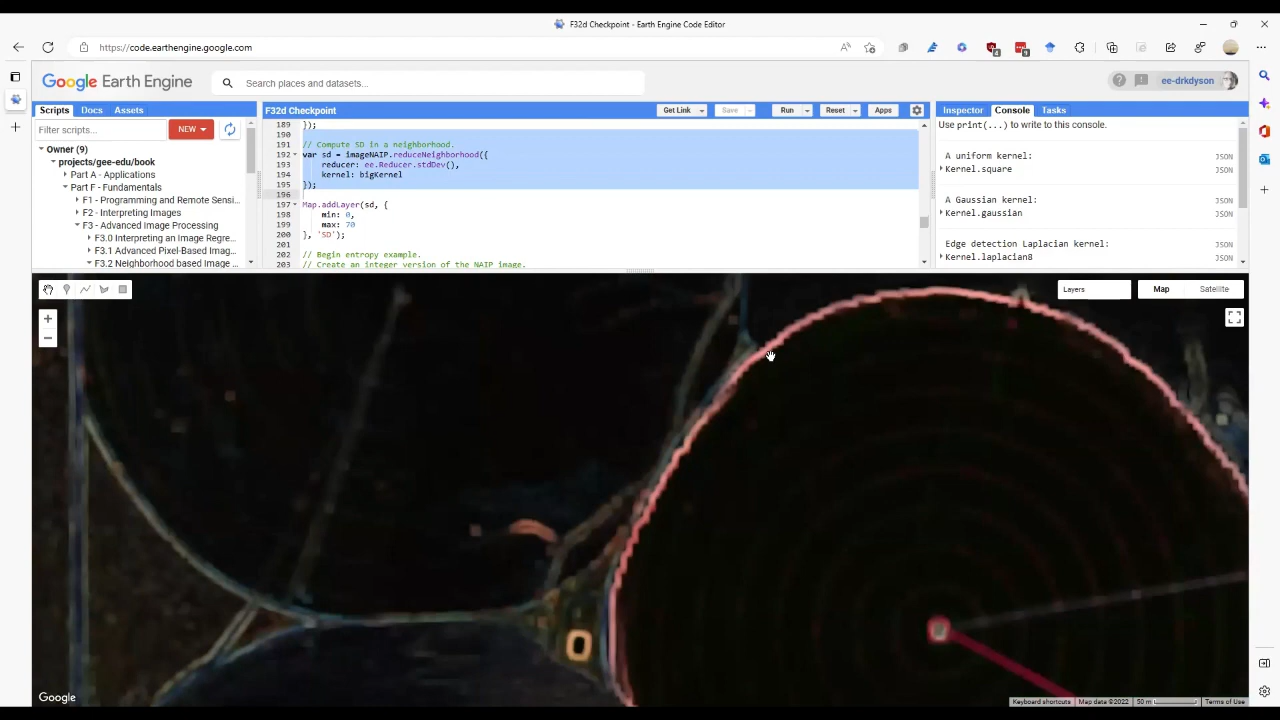 F32d Checkpoint - Earth Engine Code Editor
https://code.earthengine.google.com
4
9
Google Earth Engine
Search places and datasets...
ee-drkdyson
Scripts Docs Assets
Filter scripts...
NEW
Owner (9)
projects/gee-edu/book
Part A - Applications
Part F - Fundamentals
F1 - Programming and Remote Sensi...
F2 - Interpreting Images
F3 - Advanced Image Processing
F3.0 Interpreting an Image Regre...
F3.1 Advanced Pixel-Based Imag...
F3.2 Neighborhood based Image ...
F32d Checkpoint
Get Link Save Run Reset Apps
189 });
190
191 // Compute SD in a neighborhood.
192 var sd = imageNAIP.reduceNeighborhood({
193 reducer: ee.Reducer.stdDev(),
194 kernel: bigKernel
195 });
196
197 Map.addLayer(sd, {
198 min: 0,
199 max: 70
200 }, 'SD');
201
202 // Begin entropy example.
203 // Create an integer version of the NAIP image.
Inspector Console Tasks
Use print(...) to write to this console.
A uniform kernel: JSON
Kernel.square JSON
A Gaussian kernel: JSON
Kernel.gaussian JSON
Edge detection Laplacian kernel: JSON
Kernel.laplacian8 JSON
Layers
Map Satellite
+
−
Google
Keyboard shortcuts Map data ©2022 50 m Terms of Use